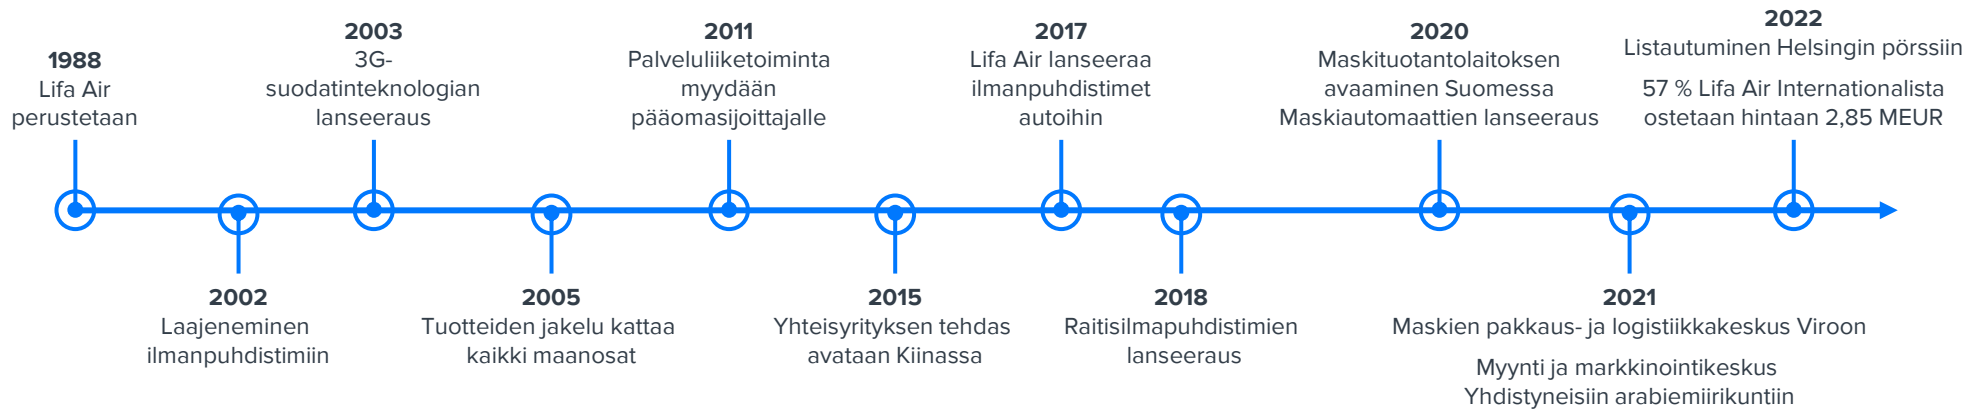 1988
Lifa Air
perustetaan
2002
Laajeneminen
ilmanpuhdistimiin
2003
3G-
suodatinteknologian
lanseeraus
2005
Tuotteiden jakelu kattaa
kaikki maanosat
2011
Palveluliiketoiminta
myydään
pääomasijoittajalle
2015
Yhteisyrityksen tehdas
avataan Kiinassa
2017
Lifa Air lanseeraa
ilmanpuhdistimet
autoihin
2018
Raitisilmapuhdistimien
lanseeraus
2020
Maskituotantolaitoksen
avaaminen Suomessa
Maskiautomaattien lanseeraus
2021
Maskien pakkaus- ja logistiikkakeskus Viroon
Myynti ja markkinointikeskus
Yhdistyneisiin arabiemiirikuntiin
2022
Listautuminen Helsingin pörssiin
57 % Lifa Air Internationalista
ostetaan hintaan 2,85 MEUR